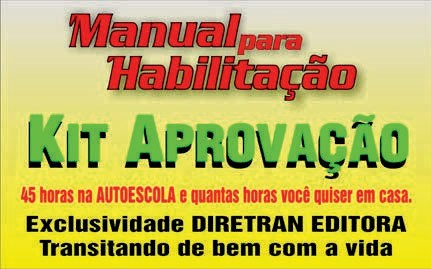 Manual para
Habilitação
KIT APROVAÇÃO
45 horas na AUTOESCOLA e quantas horas você quiser em casa.
Exclusividade DIRETRAN EDITORA
Transitando de bem com a vida